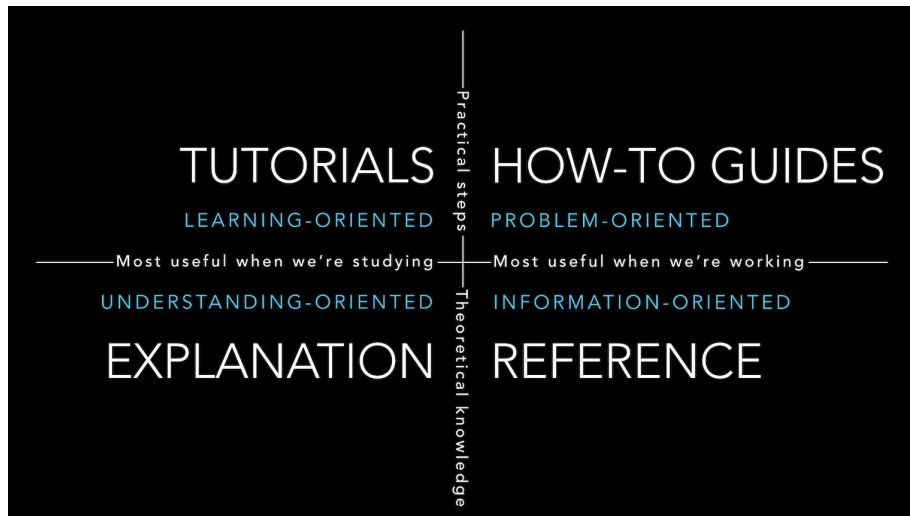 Practical steps
TUTORIALS
HOW-TO GUIDES
LEARNING-ORIENTED
PROBLEM-ORIENTED
Most useful when we're studying
Most useful when we're working
UNDERSTANDING-ORIENTED
INFORMATION-ORIENTED
EXPLANATION
REFERENCE
Theoretical knowledge